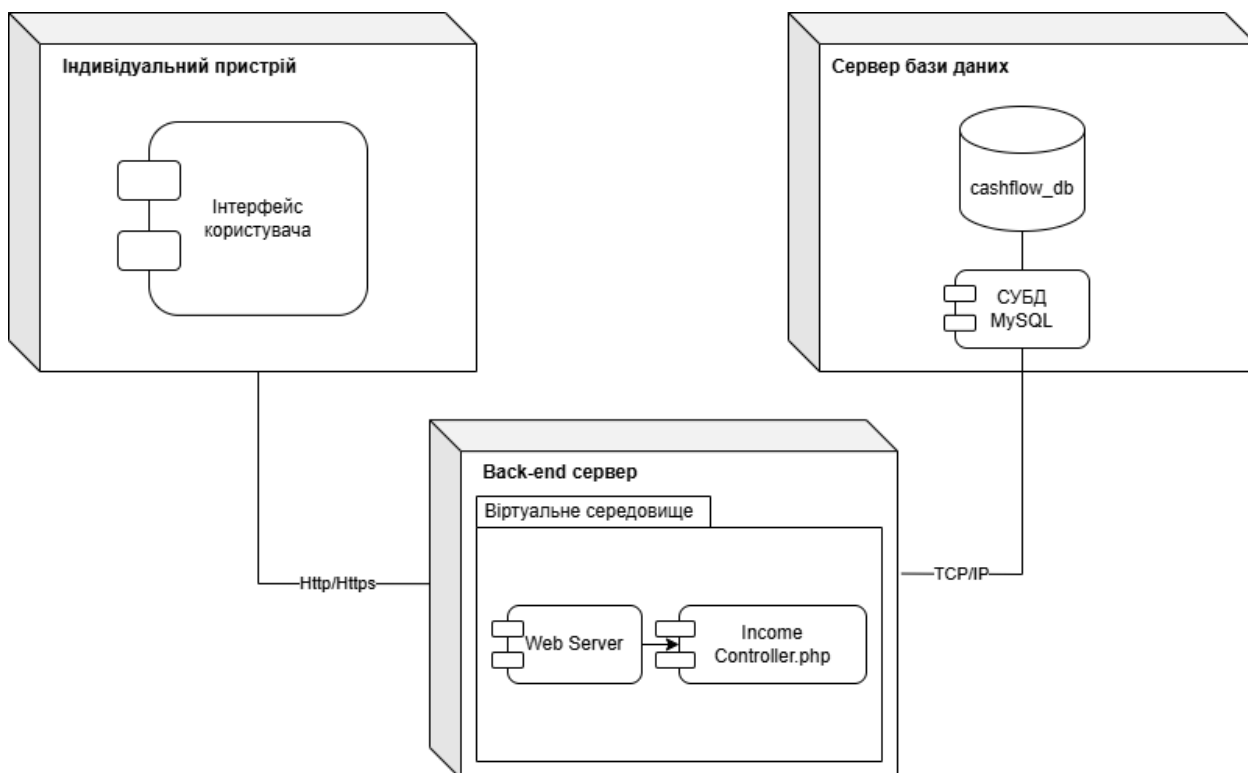 Індивідуальний пристрій
Інтерфейс
користувача
Сервер бази даних
cashflow_db
СУБД
MySQL
Http/Https
TCP/IP
Back-end сервер
Віртуальне середовище
Web Server
Income
Controller.php